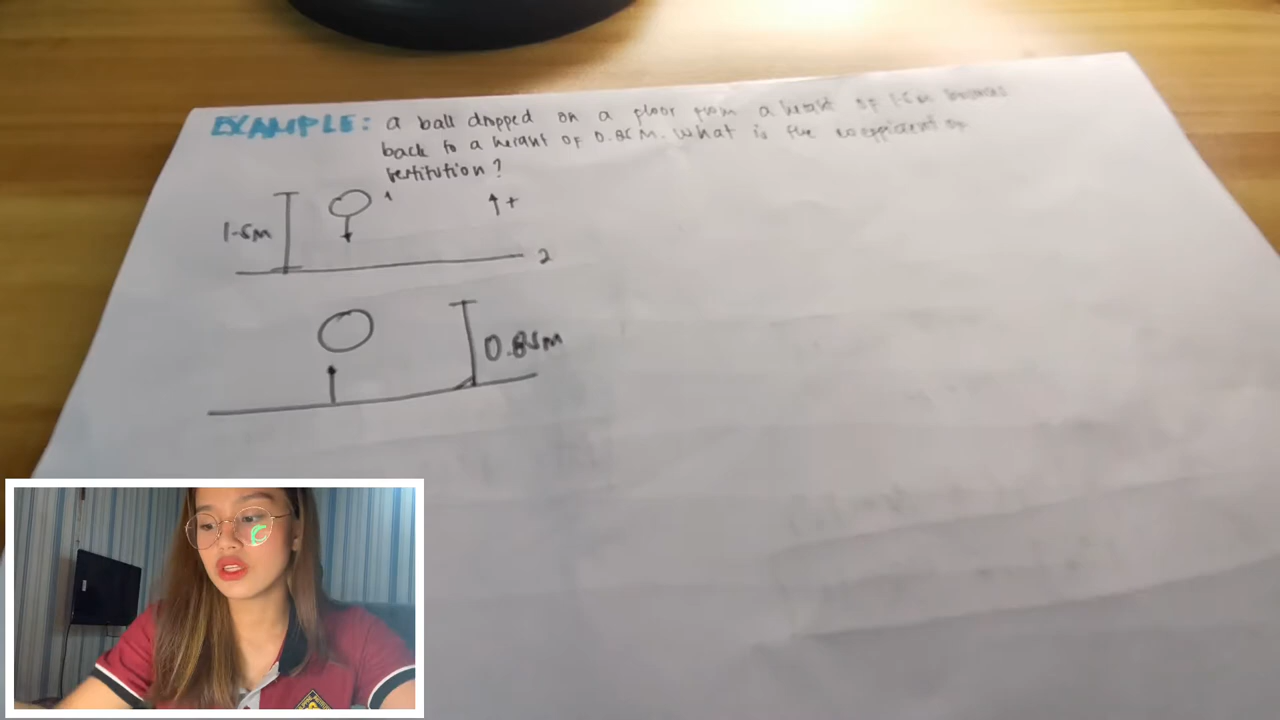 EXAMPLE: a ball dropped on a floor from a height of 1.5m bounces
back to a height of 0.85M. What is the coefficient of
restitution?
1
↑+
1.5m
2
0.85m